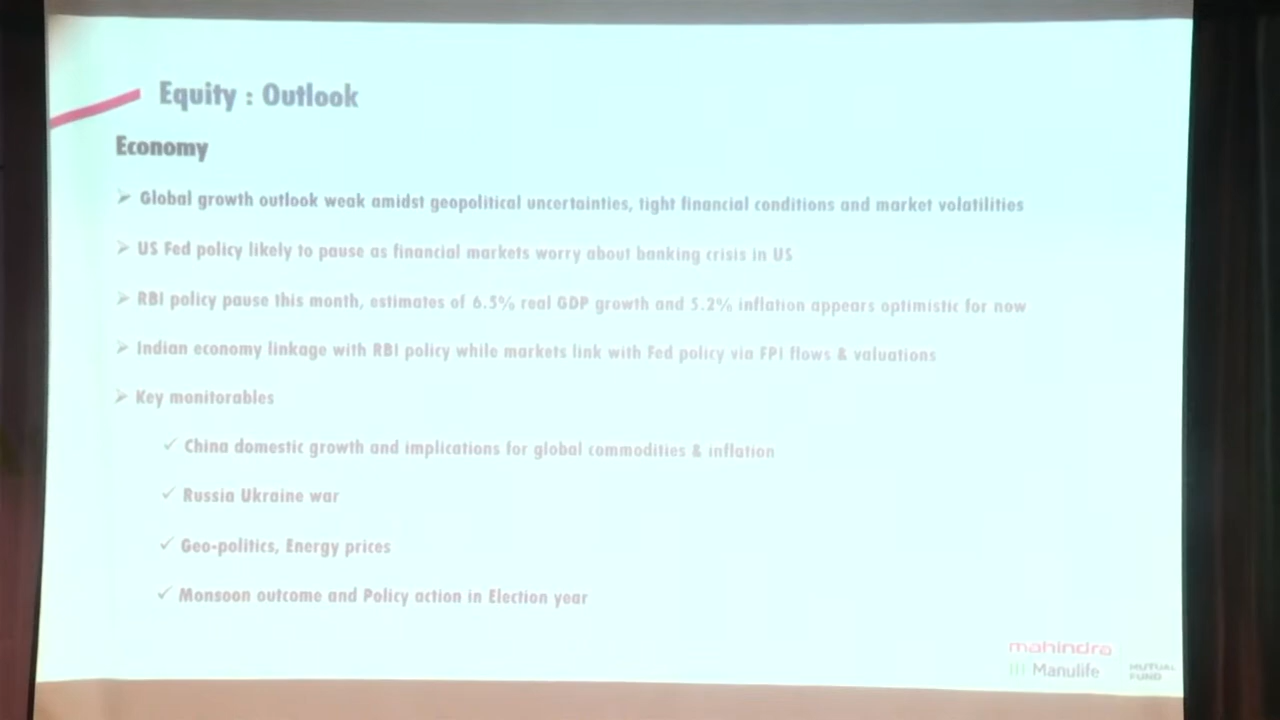 Equity : Outlook
Economy
➢ Global growth outlook weak amidst geopolitical uncertainties, tight financial conditions and market volatilities
➢ US Fed policy likely to pause as financial markets worry about banking crisis in US
➢ RBI policy pause this month, estimates of 6.5% real GDP growth and 5.2% inflation appears optimistic for now
➢ Indian economy linkage with RBI policy while markets link with Fed policy via FPI flows & valuations
➢ Key monitorables
✓ China domestic growth and implications for global commodities & inflation
✓ Russia Ukraine war
✓ Geo-politics, Energy prices
✓ Monsoon outcome and Policy action in Election year
mahindra
Manulife
MUTUAL
FUND